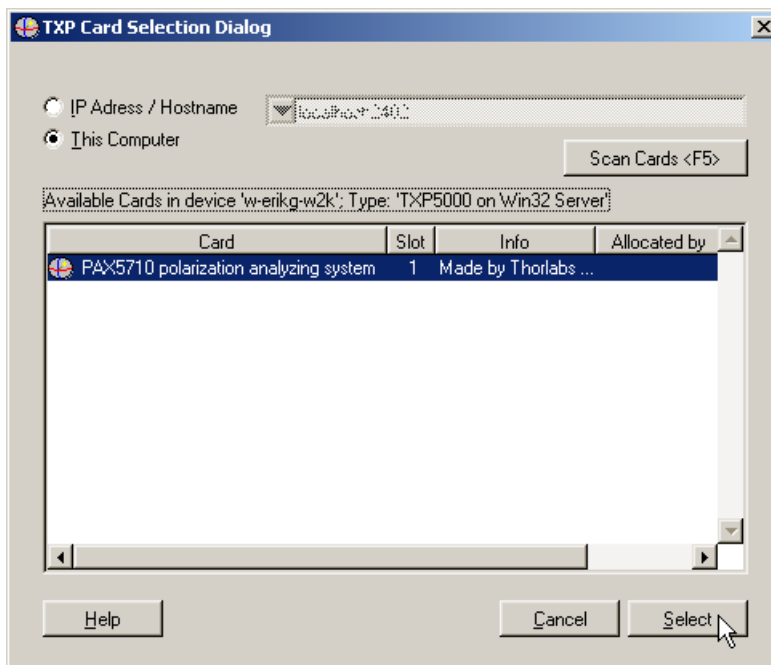 TXP Card Selection Dialog
IP Adress / Hostname
localhost:2402
This Computer
Scan Cards <F5>
Available Cards in device 'w-erikg-w2k'; Type: 'TXP5000 on Win32 Server'
Card Slot Info Allocated by
PAX5710 polarization analyzing system 1 Made by Thorlabs ...
Help Cancel Select